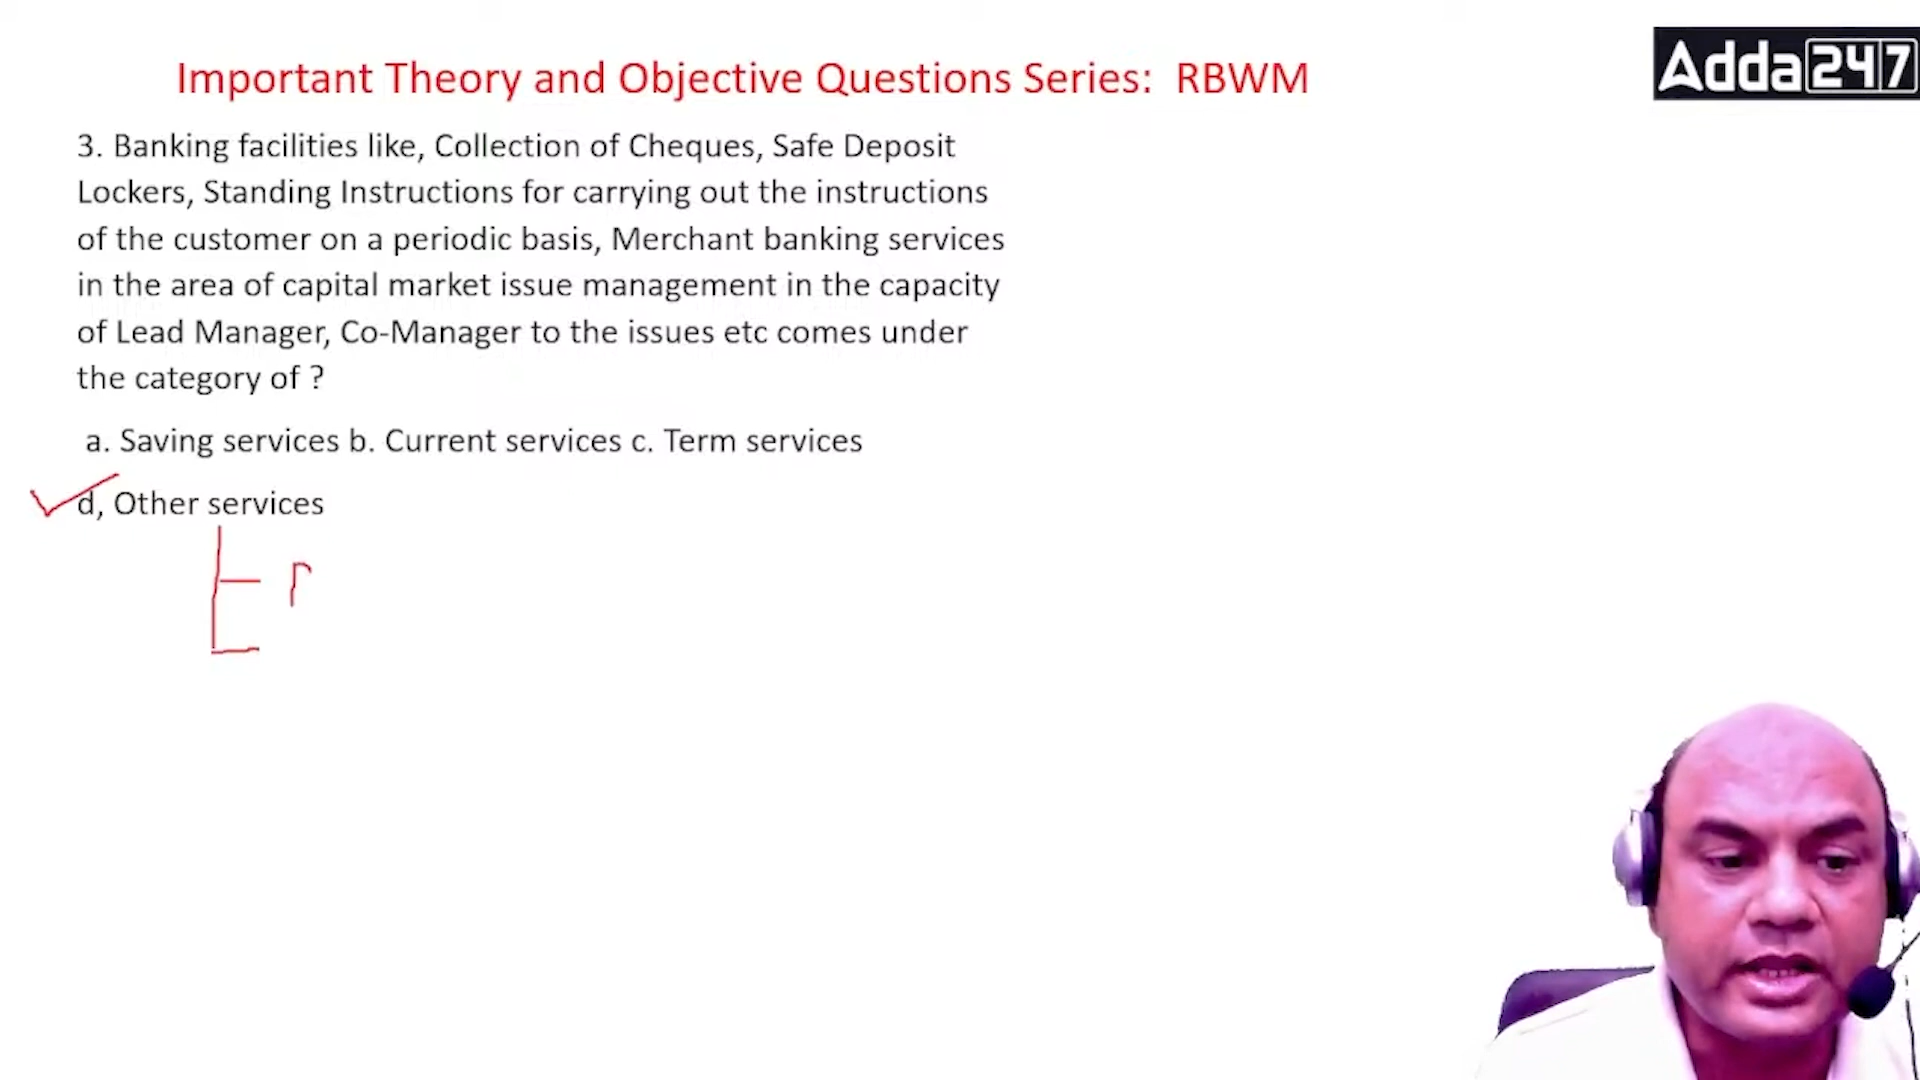 Important Theory and Objective Questions Series: RBWM
Adda247
3. Banking facilities like, Collection of Cheques, Safe Deposit
Lockers, Standing Instructions for carrying out the instructions
of the customer on a periodic basis, Merchant banking services
in the area of capital market issue management in the capacity
of Lead Manager, Co-Manager to the issues etc comes under
the category of ?
a. Saving services b. Current services c. Term services
d, Other services